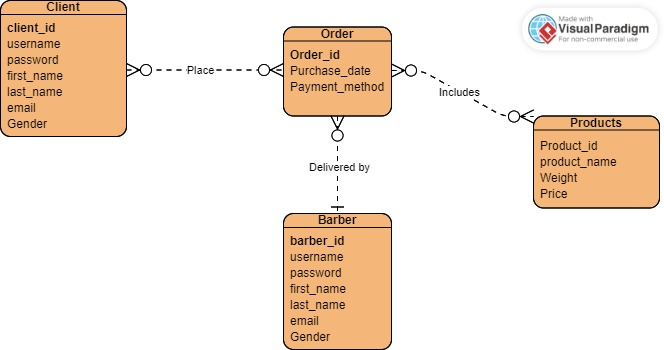 Client
client_id
username
password
first_name
last_name
email
Gender
Place
Order
Order_id
Purchase_date
Payment_method
Includes
Made with
Visual Paradigm
For non-commercial use
Products
Product_id
product_name
Weight
Price
Delivered by
Barber
barber_id
username
password
first_name
last_name
email
Gender